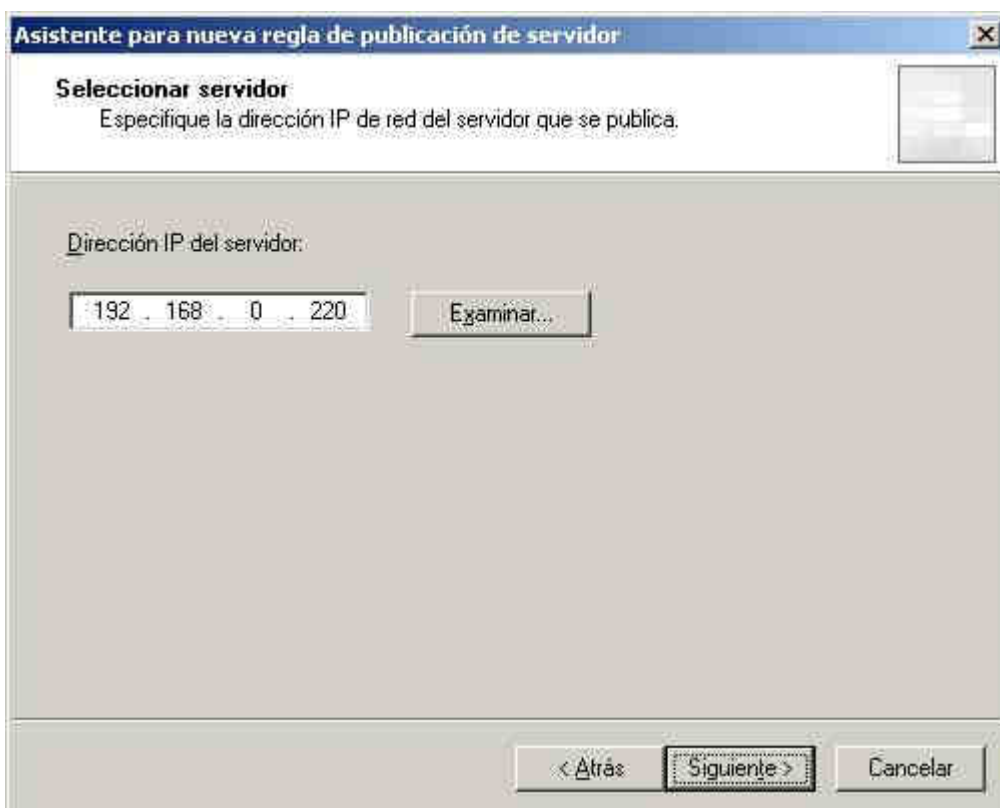 Asistente para nueva regla de publicación de servidor
Seleccionar servidor
Especifique la dirección IP de red del servidor que se publica.
Dirección IP del servidor:
192 . 168 . 0 . 220 Examinar...
< Atrás Siguiente > Cancelar